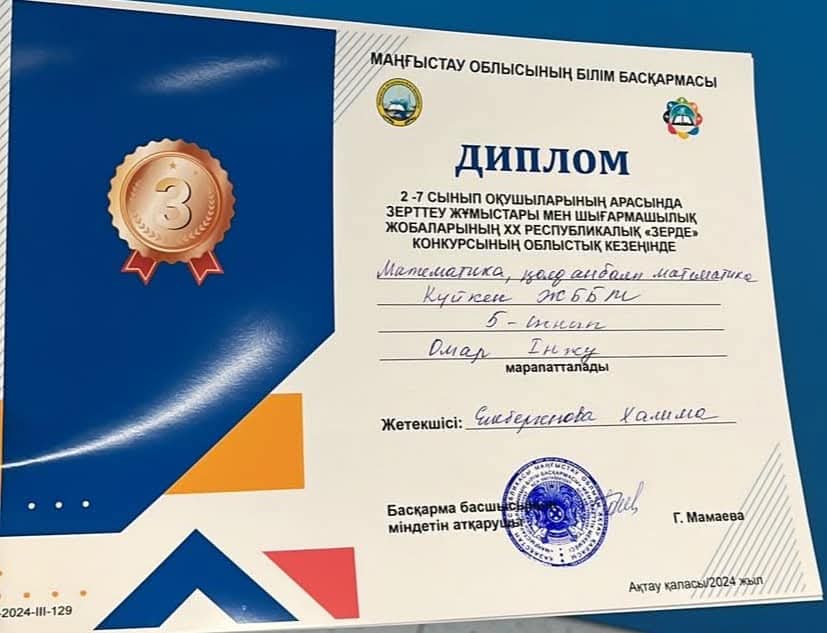 МАҢҒЫСТАУ ОБЛЫСЫНЫҢ БІЛІМ БАСҚАРМАСЫ
ДИПЛОМ
3
2 -7 СЫНЫП ОҚУШЫЛАРЫНЫҢ АРАСЫНДА
ЗЕРТТЕУ ЖҰМЫСТАРЫ МЕН ШЫҒАРМАШЫЛЫҚ
ЖОБАЛАРЫНЫҢ XX РЕСПУБЛИКАЛЫҚ «ЗЕРДЕ»
КОНКУРСЫНЫҢ ОБЛЫСТЫҚ КЕЗЕҢІНДЕ
Математика, қолданбалы математика
Күйкен ЖББМ
5-сынып
Омар Інжу
марапатталады
Жетекшісі: Халима
Басқарма басшысының
міндетін атқарушы
Г. Мамаева
Ақтау қаласы/2024 жыл
-2024-III-129